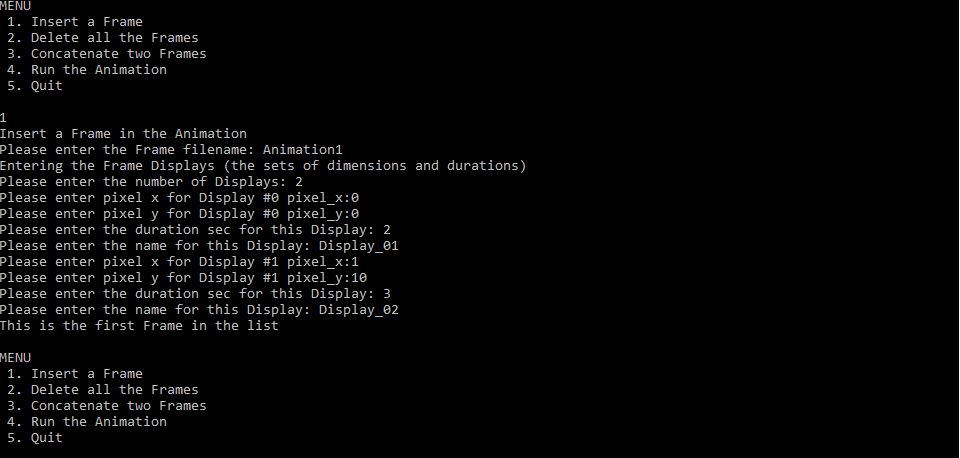 MENU
1. Insert a Frame
2. Delete all the Frames
3. Concatenate two Frames
4. Run the Animation
5. Quit
1
Insert a Frame in the Animation
Please enter the Frame filename: Animation1
Entering the Frame Displays (the sets of dimensions and durations)
Please enter the number of Displays: 2
Please enter pixel x for Display #0 pixel_x:0
Please enter pixel y for Display #0 pixel_y:0
Please enter the duration sec for this Display: 2
Please enter the name for this Display: Display_01
Please enter pixel x for Display #1 pixel_x:1
Please enter pixel y for Display #1 pixel_y:10
Please enter the duration sec for this Display: 3
Please enter the name for this Display: Display_02
This is the first Frame in the list
MENU
1. Insert a Frame
2. Delete all the Frames
3. Concatenate two Frames
4. Run the Animation
5. Quit